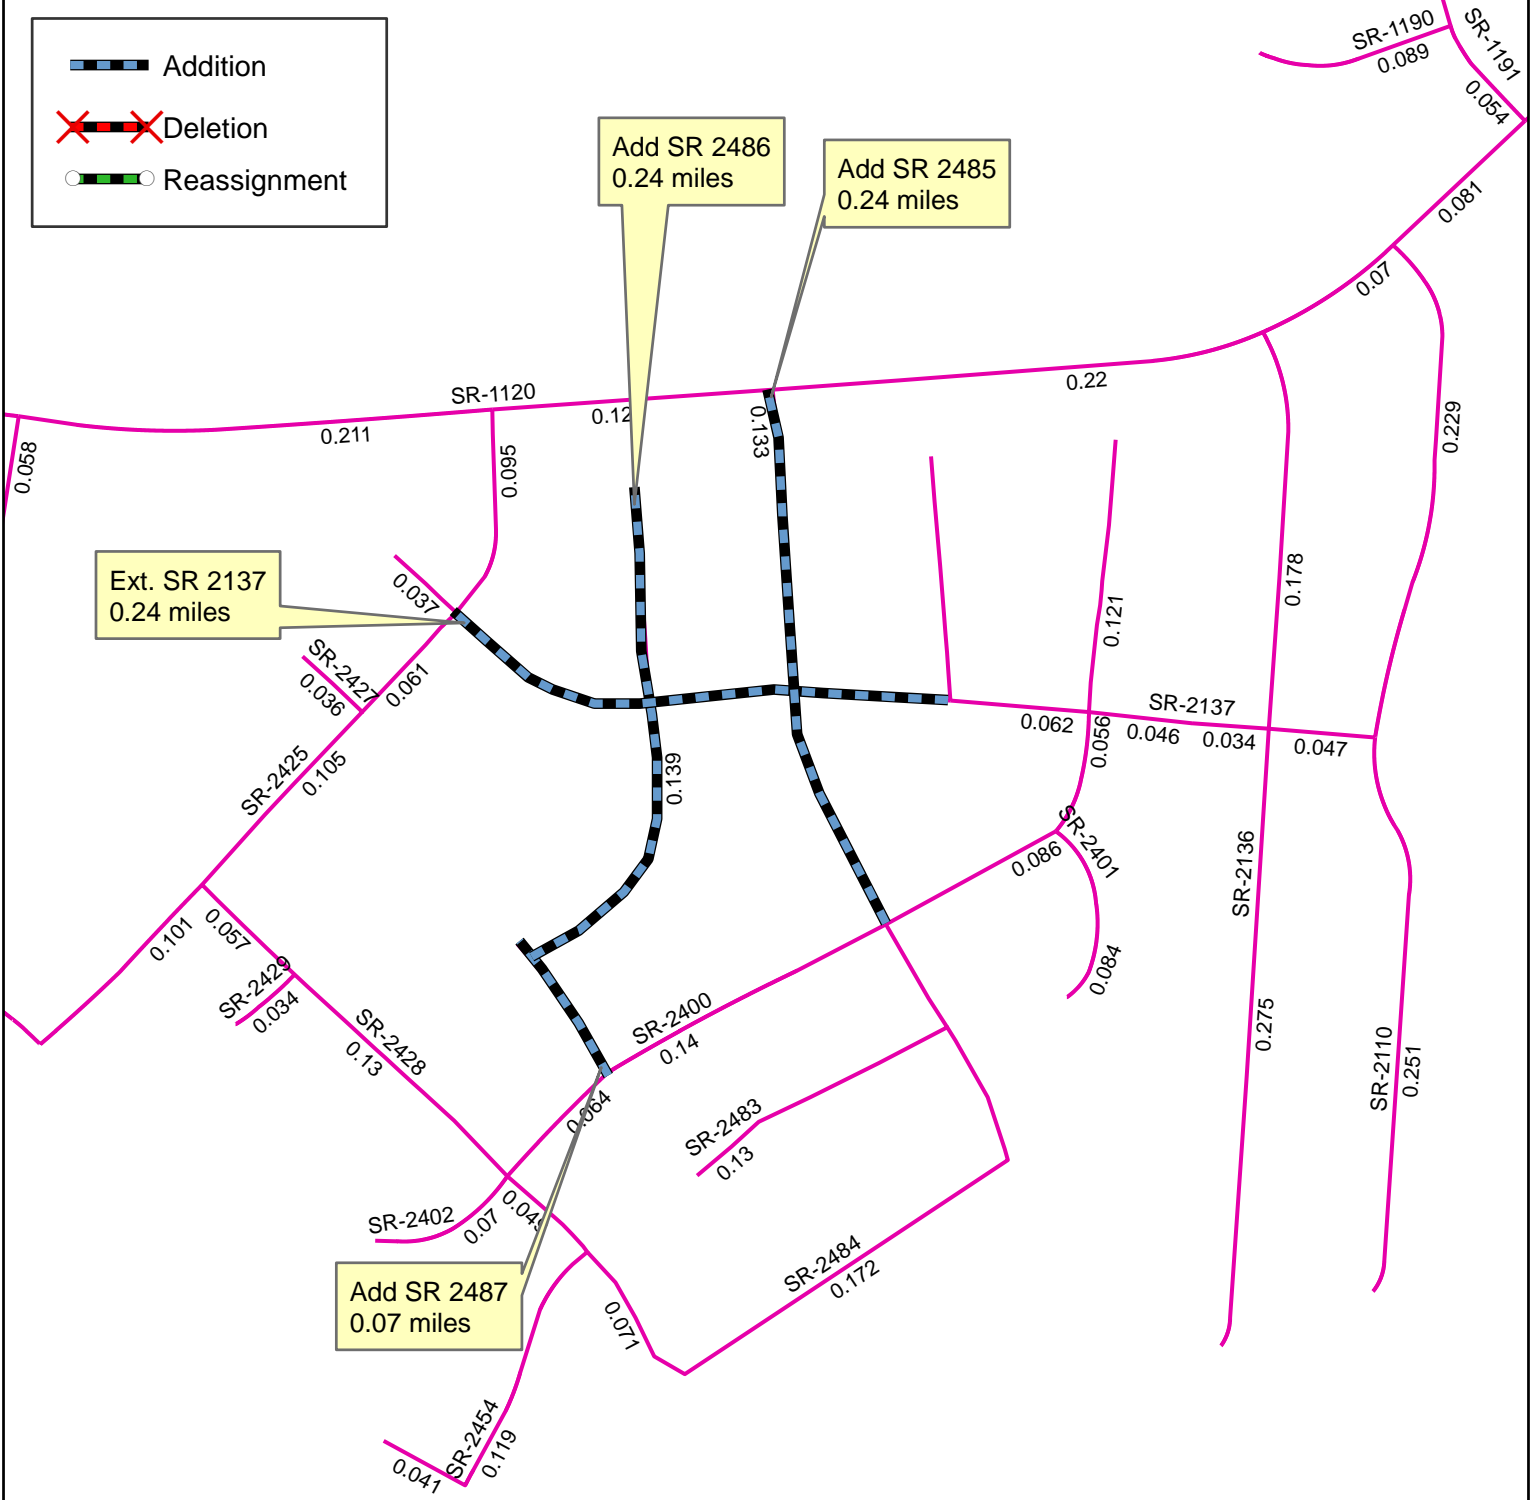 Addition
Deletion
Reassignment
SR-1190
0.089
SR-1191
0.054
Add SR 2486
0.24 miles
Add SR 2485
0.24 miles
0.081
0.07
SR-1120
0.211
0.12
0.133
0.22
0.229
0.058
0.095
0.178
Ext. SR 2137
0.24 miles
0.037
0.121
SR-2427
0.036
0.061
SR-2137
0.062
0.056
0.046
0.034
0.047
SR-2425
0.105
0.139
SR-2401
0.086
SR-2136
0.101
0.057
SR-2429
0.034
0.084
SR-2428
0.13
SR-2400
0.14
0.275
SR-2110
0.251
0.064
SR-2483
0.13
SR-2402
0.07
0.049
SR-2484
0.172
Add SR 2487
0.07 miles
0.071
SR-2454
0.119
0.041